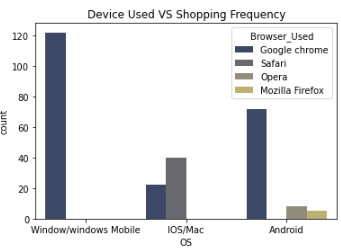 Device Used VS Shopping Frequency
Browser_Used
Google chrome
Safari
Opera
Mozilla Firefox
120
100
80
60
40
20
0
count
Window/windows Mobile
IOS/Mac
Android
OS